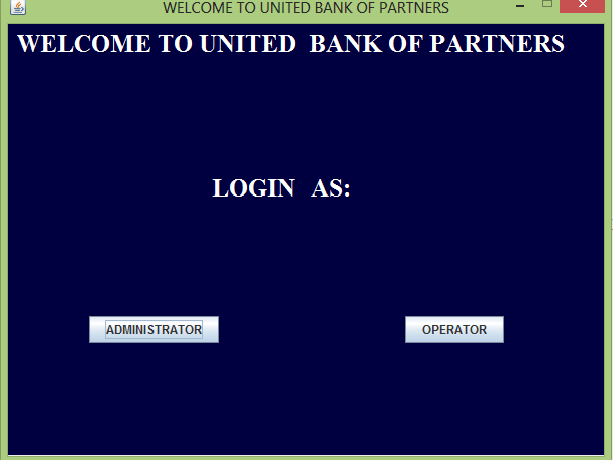 WELCOME TO UNITED BANK OF PARTNERS
WELCOME TO UNITED BANK OF PARTNERS
LOGIN AS:
ADMINISTRATOR
OPERATOR